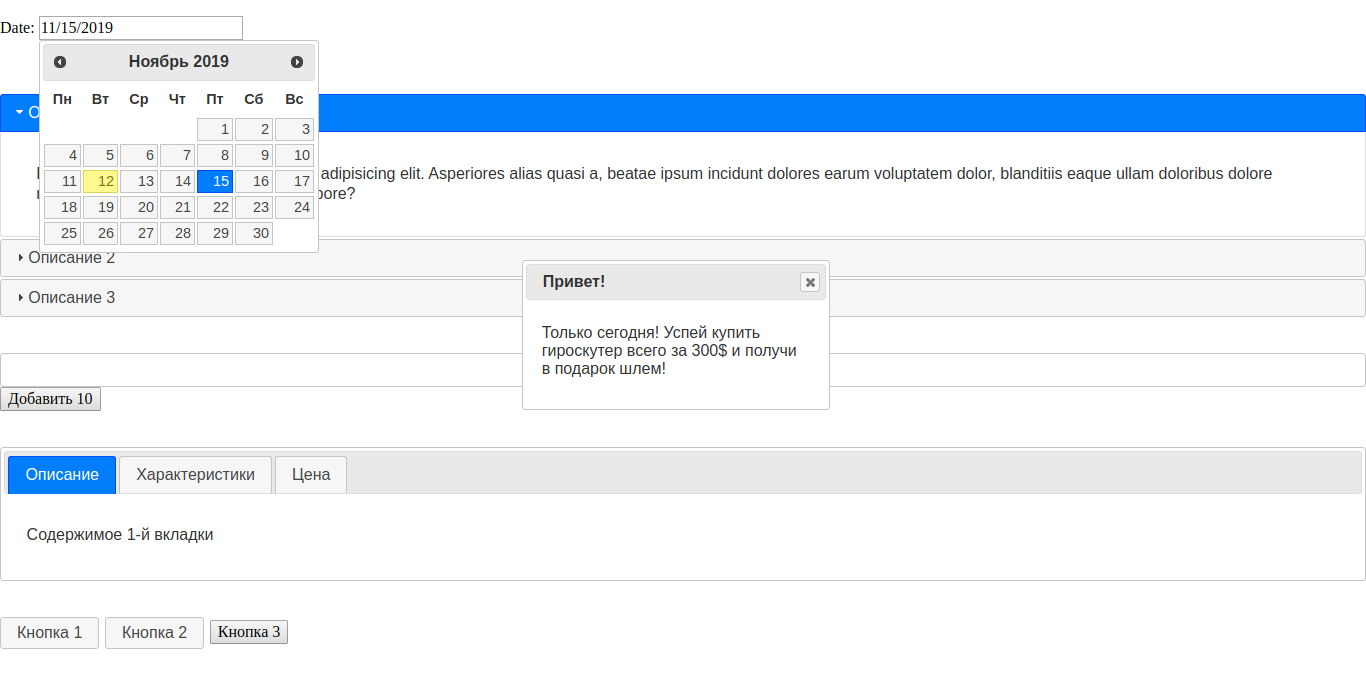 Date: 11/15/2019
Ноябрь 2019
Пн Вт Ср Чт Пт Сб Вс
1 2 3
4 5 6 7 8 9 10
11 12 13 14 15 16 17
18 19 20 21 22 23 24
25 26 27 28 29 30
adipisicing elit. Asperiores alias quasi a, beatae ipsum incidunt dolores earum voluptatem dolor, blanditiis eaque ullam doloribus dolore
Описание 2
Описание 3
Привет!
Только сегодня! Успей купить
гироскутер всего за 300$ и получи
в подарок шлем!
Добавить 10
Описание Характеристики Цена
Содержимое 1-й вкладки
Кнопка 1 Кнопка 2 Кнопка 3